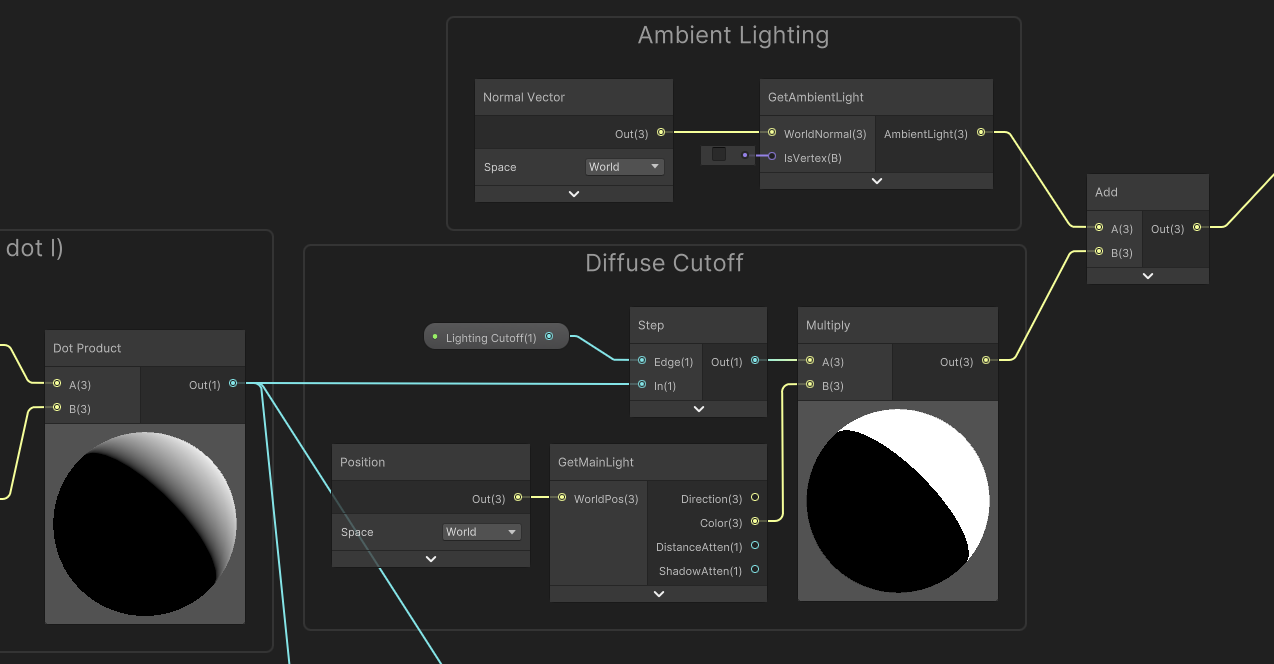 Ambient Lighting
Normal Vector
Out(3)
Space
World
GetAmbientLight
WorldNormal(3)
AmbientLight(3)
IsVertex(B)
Add
A(3)
Out(3)
B(3)
dot l)
Dot Product
A(3)
Out(1)
B(3)
Diffuse Cutoff
Lighting Cutoff(1)
Step
Edge(1)
Out(1)
In(1)
Multiply
A(3)
Out(3)
B(3)
Position
Out(3)
Space
World
GetMainLight
WorldPos(3)
Direction(3)
Color(3)
DistanceAtten(1)
ShadowAtten(1)